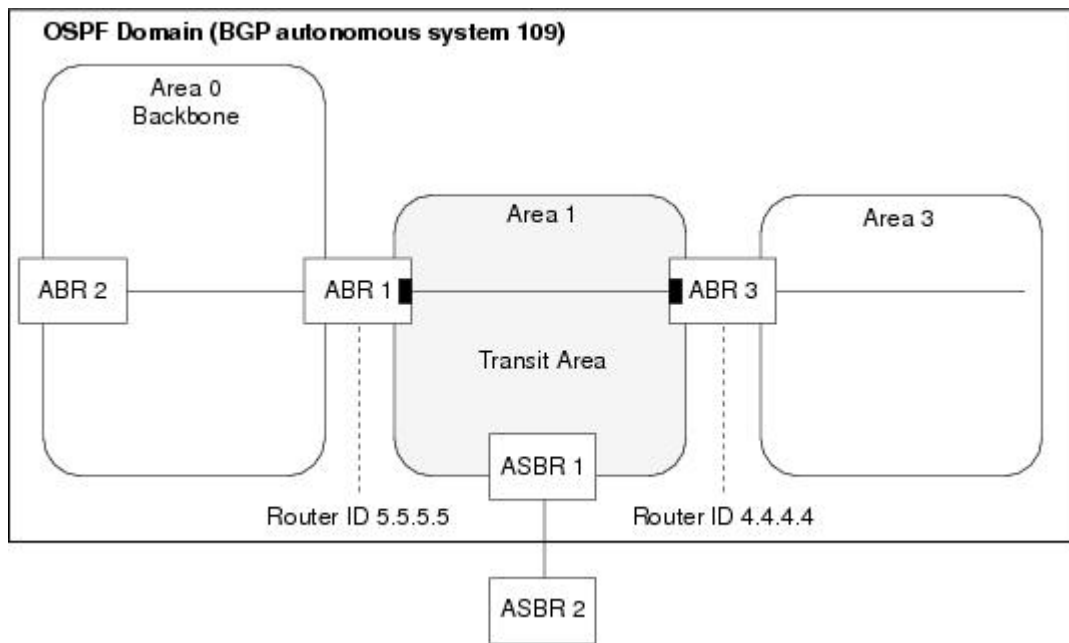 OSPF Domain (BGP autonomous system 109)
Area 0
Backbone
Area 1
Area 3
ABR 2
ABR 1
ABR 3
Transit Area
ASBR 1
Router ID 5.5.5.5
Router ID 4.4.4.4
ASBR 2